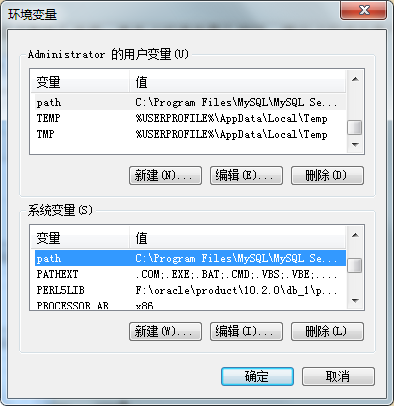 环境变量
Administrator 的用户变量(U)
变量 值
path C:\Program Files\MySQL\MySQL Se...
TEMP %USERPROFILE%\AppData\Local\Temp
TMP %USERPROFILE%\AppData\Local\Temp
新建(N)... 编辑(E)... 删除(D)
系统变量(S)
变量 值
path C:\Program Files\MySQL\MySQL Se...
PATHEXT .COM;.EXE;.BAT;.CMD;.VBS;.VBE;....
PERL5LIB F:\oracle\product\10.2.0\db_1\p...
PROCESSOR_AR... x86
新建(W)... 编辑(I)... 删除(L)
确定 取消